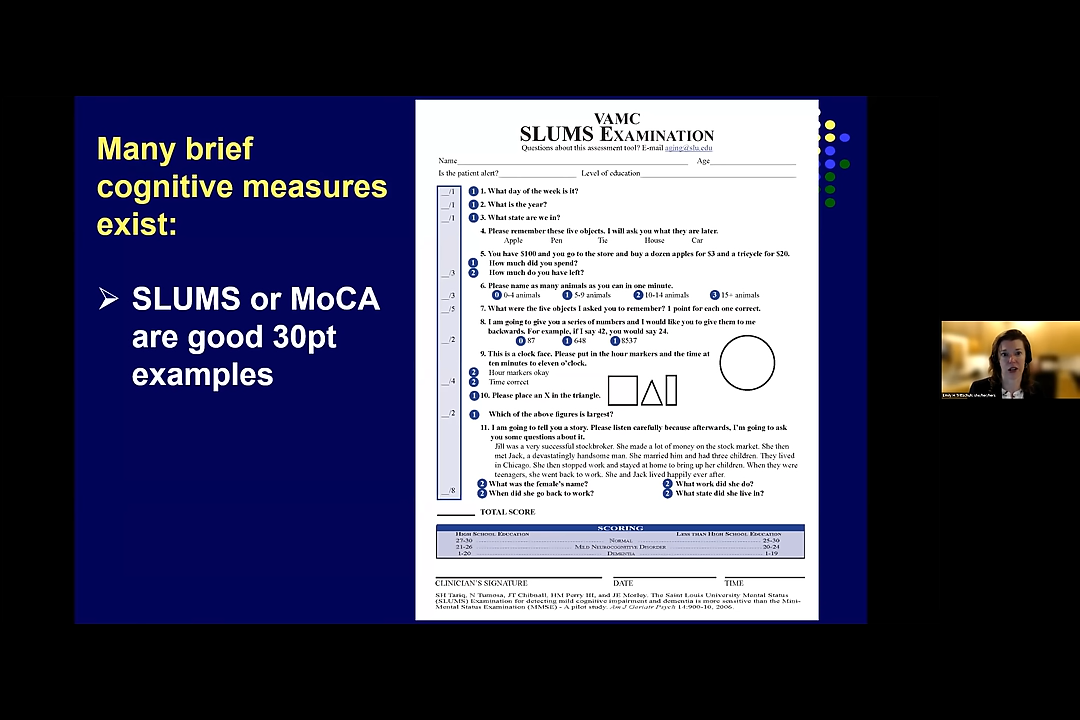 Many brief
cognitive measures
exist:
➢ SLUMS or MoCA
are good 30pt
examples
VAMC
SLUMS EXAMINATION
Questions about this assessment tool? E-mail aging@slu.edu
Name Age
Is the patient alert? Level of education
__/1 1 1. What day of the week is it?
__/1 1 2. What is the year?
__/1 1 3. What state are we in?
4. Please remember these five objects. I will ask you what they are later.
Apple Pen Tie House Car
5. You have $100 and you go to the store and buy a dozen apples for $3 and a tricycle for $20.
1 How much did you spend?
__/3 2 How much do you have left?
6. Please name as many animals as you can in one minute.
__/3 0 0-4 animals 1 5-9 animals 2 10-14 animals 3 15+ animals
__/5 7. What were the five objects I asked you to remember? 1 point for each one correct.
8. I am going to give you a series of numbers and I would like you to give them to me
backwards. For example, if I say 42, you would say 24.
__/2 0 87 1 648 1 8537
9. This is a clock face. Please put in the hour markers and the time at
ten minutes to eleven o'clock.
2 Hour markers okay
__/4 2 Time correct
1 10. Please place an X in the triangle.
__/2 1 Which of the above figures is largest?
11. I am going to tell you a story. Please listen carefully because afterwards, I'm going to ask
you some questions about it.
Jill was a very successful stockbroker. She made a lot of money on the stock market. She then
met Jack, a devastatingly handsome man. She married him and had three children. They lived
in Chicago. She then stopped work and stayed at home to bring up her children. When they were
teenagers, she went back to work. She and Jack lived happily ever after.
2 What was the female's name? 2 What work did she do?
__/8 2 When did she go back to work? 2 What state did she live in?
TOTAL SCORE
SCORING
HIGH SCHOOL EDUCATION LESS THAN HIGH SCHOOL EDUCATION
27-30 NORMAL 25-30
21-26 MILD NEUROCOGNITIVE DISORDER 20-24
1-20 DEMENTIA 1-19
CLINICIAN'S SIGNATURE DATE TIME
SH Tariq, N Tumosa, JT Chibnall, HM Perry III, and JE Morley. The Saint Louis University Mental Status
(SLUMS) Examination for detecting mild cognitive impairment and dementia is more sensitive than the Mini-
Mental Status Examination (MMSE) - A pilot study. Am J Geriatr Psych 14:900-10, 2006.